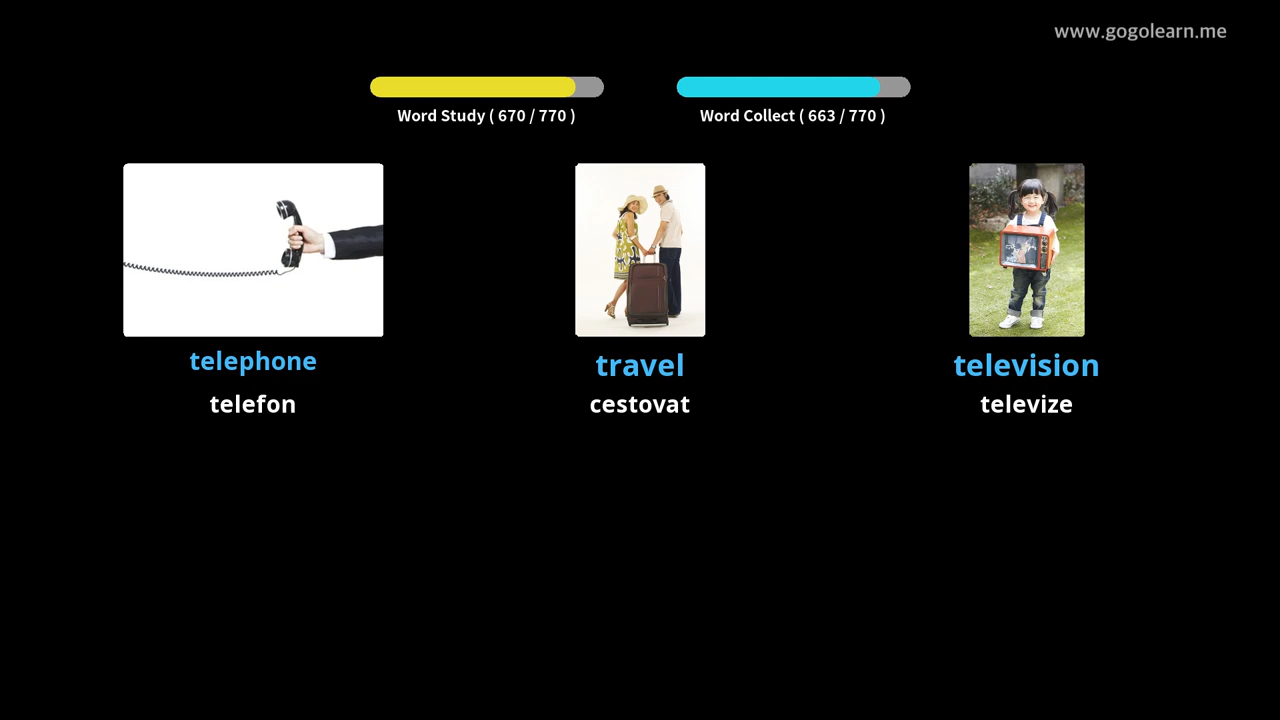 www.gogolearn.me
Word Study ( 670 / 770 )
Word Collect ( 663 / 770 )
telephone
telefon
travel
cestovat
television
televize